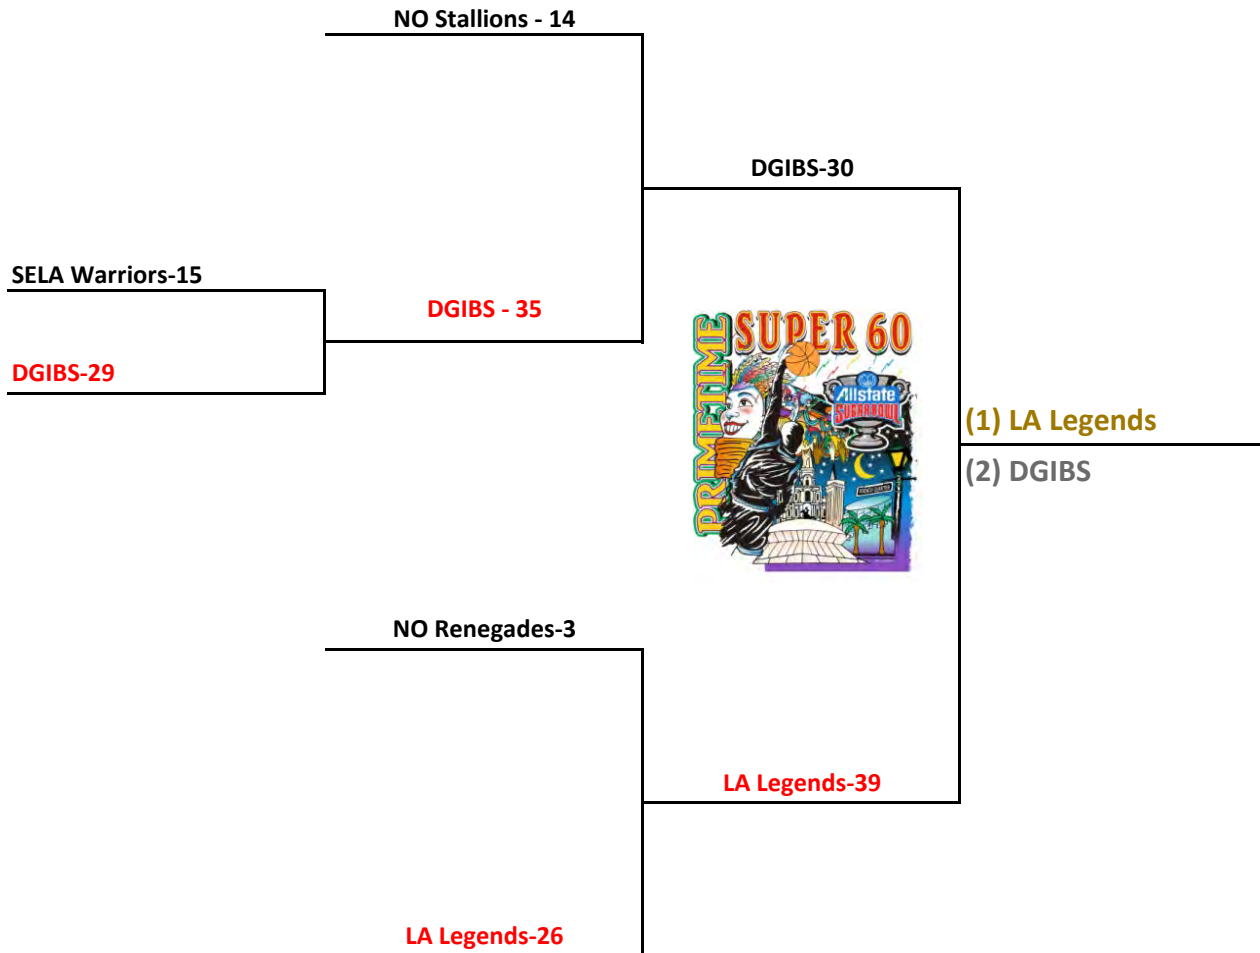 NO Stallions - 14
DGIBS-30
SELA Warriors-15
DGIBS - 35
DGIBS-29
PRIMETIME
SUPER 60
Allstate
SUGAR BOWL
(1) LA Legends
(2) DGIBS
NO Renegades-3
LA Legends-39
LA Legends-26